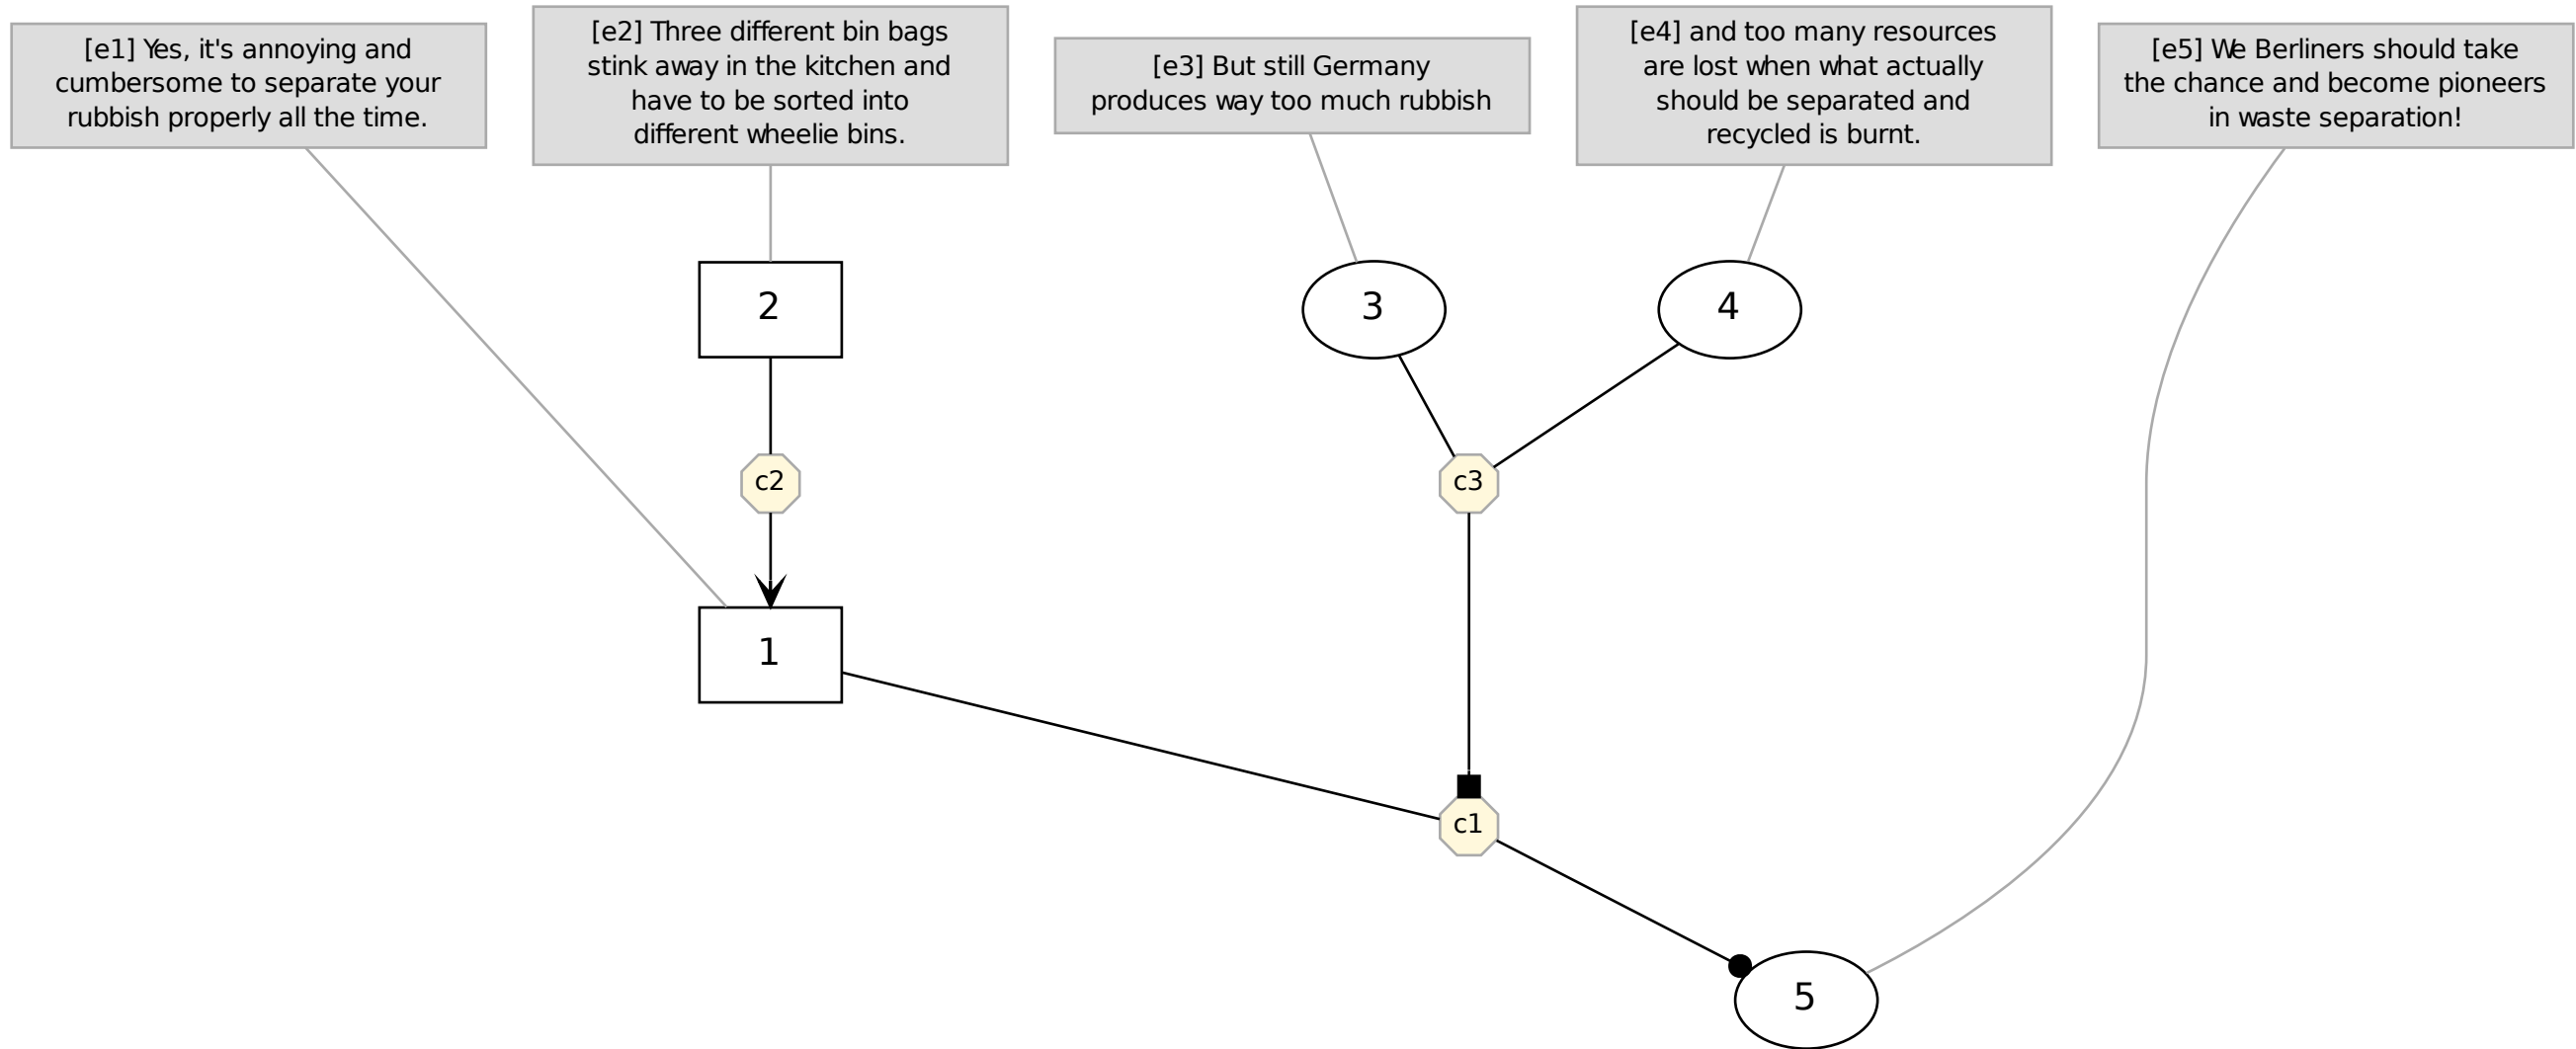 [e1] Yes, it's annoying and
cumbersome to separate your
rubbish properly all the time.
[e2] Three different bin bags
stink away in the kitchen and
have to be sorted into
different wheelie bins.
[e3] But still Germany
produces way too much rubbish
[e4] and too many resources
are lost when what actually
should be separated and
recycled is burnt.
[e5] We Berliners should take
the chance and become pioneers
in waste separation!
2
3
4
c2
c3
1
c1
5